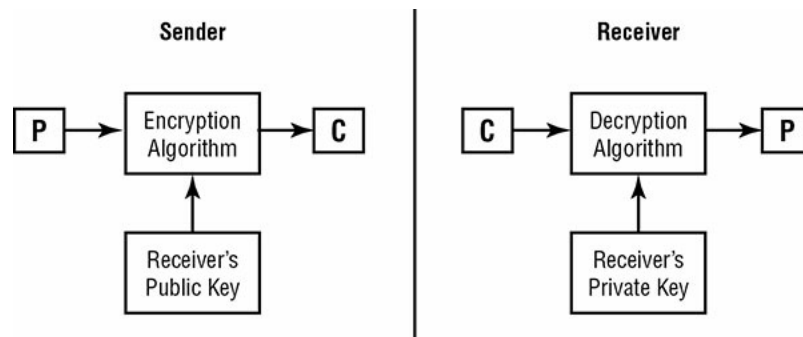 Sender
P
Encryption
Algorithm
C
Receiver's
Public Key
Receiver
C
Decryption
Algorithm
P
Receiver's
Private Key